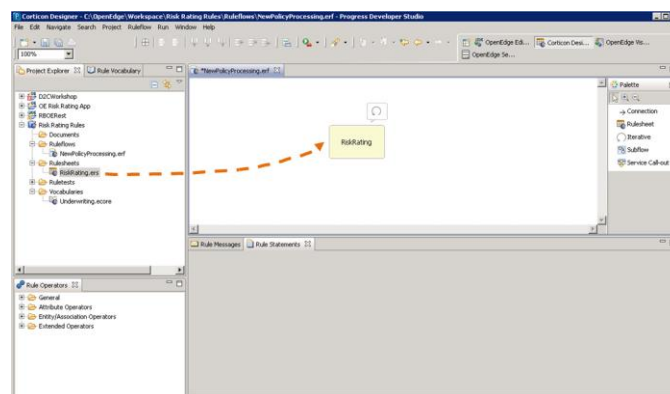 Corticon Designer - C:\OpenEdge\Workspace\Risk Rating Rules\Ruleflows\NewPolicyProcessing.erf - Progress Developer Studio
File Edit Navigate Search Project Ruleflow Run Window Help
OpenEdge Edi...
Corticon Desi...
OpenEdge Vis...
100%
OpenEdge Se...
Project Explorer
Rule Vocabulary
*NewPolicyProcessing.erf
Palette
D2CWorkshop
OE Risk Rating App
RBOERest
Risk Rating Rules
Documents
Ruleflows
NewPolicyProcessing.erf
Rulesheets
RiskRating.ers
Ruletests
Vocabularies
Underwriting.ecore
RiskRating
Connection
Rulesheet
Iterative
Subflow
Service Call-out
Rule Messages
Rule Statements
Rule Operators
General
Attribute Operators
Entity/Association Operators
Extended Operators